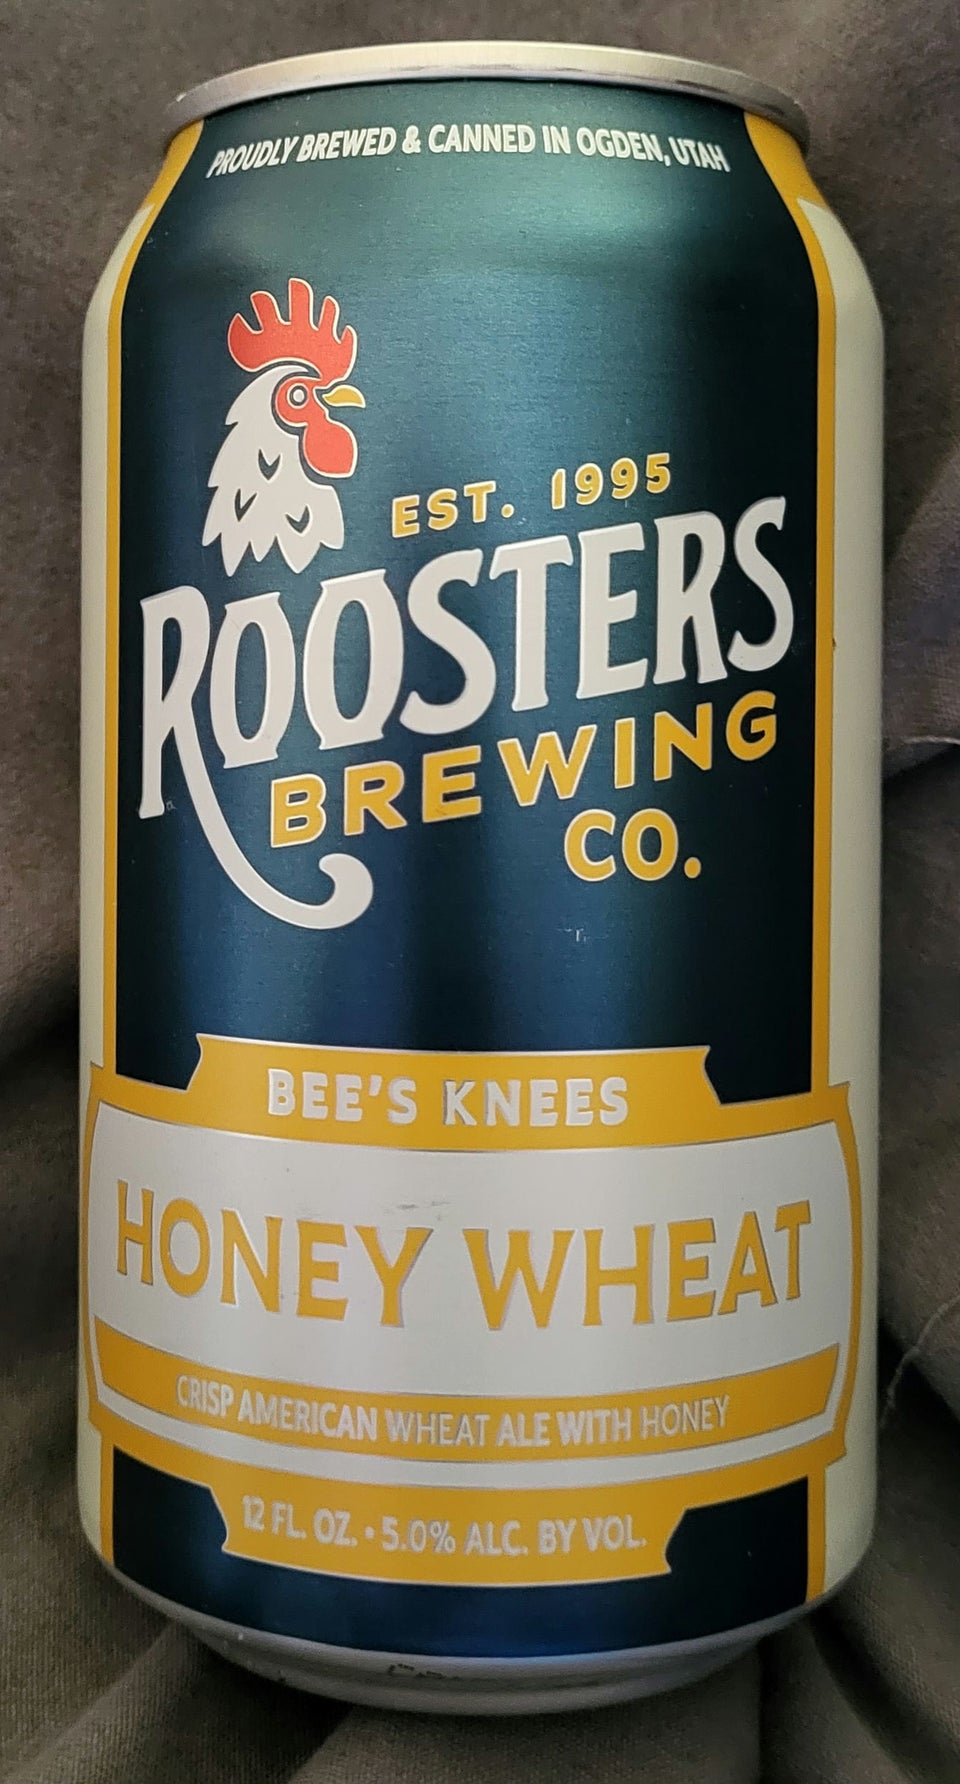 PROUDLY BREWED & CANNED IN OGDEN, UTAH
EST. 1995
ROOSTERS
BREWING
CO.
BEE'S KNEES
HONEY WHEAT
CRISP AMERICAN WHEAT ALE WITH HONEY
12 FL. OZ. • 5.0% ALC. BY VOL.